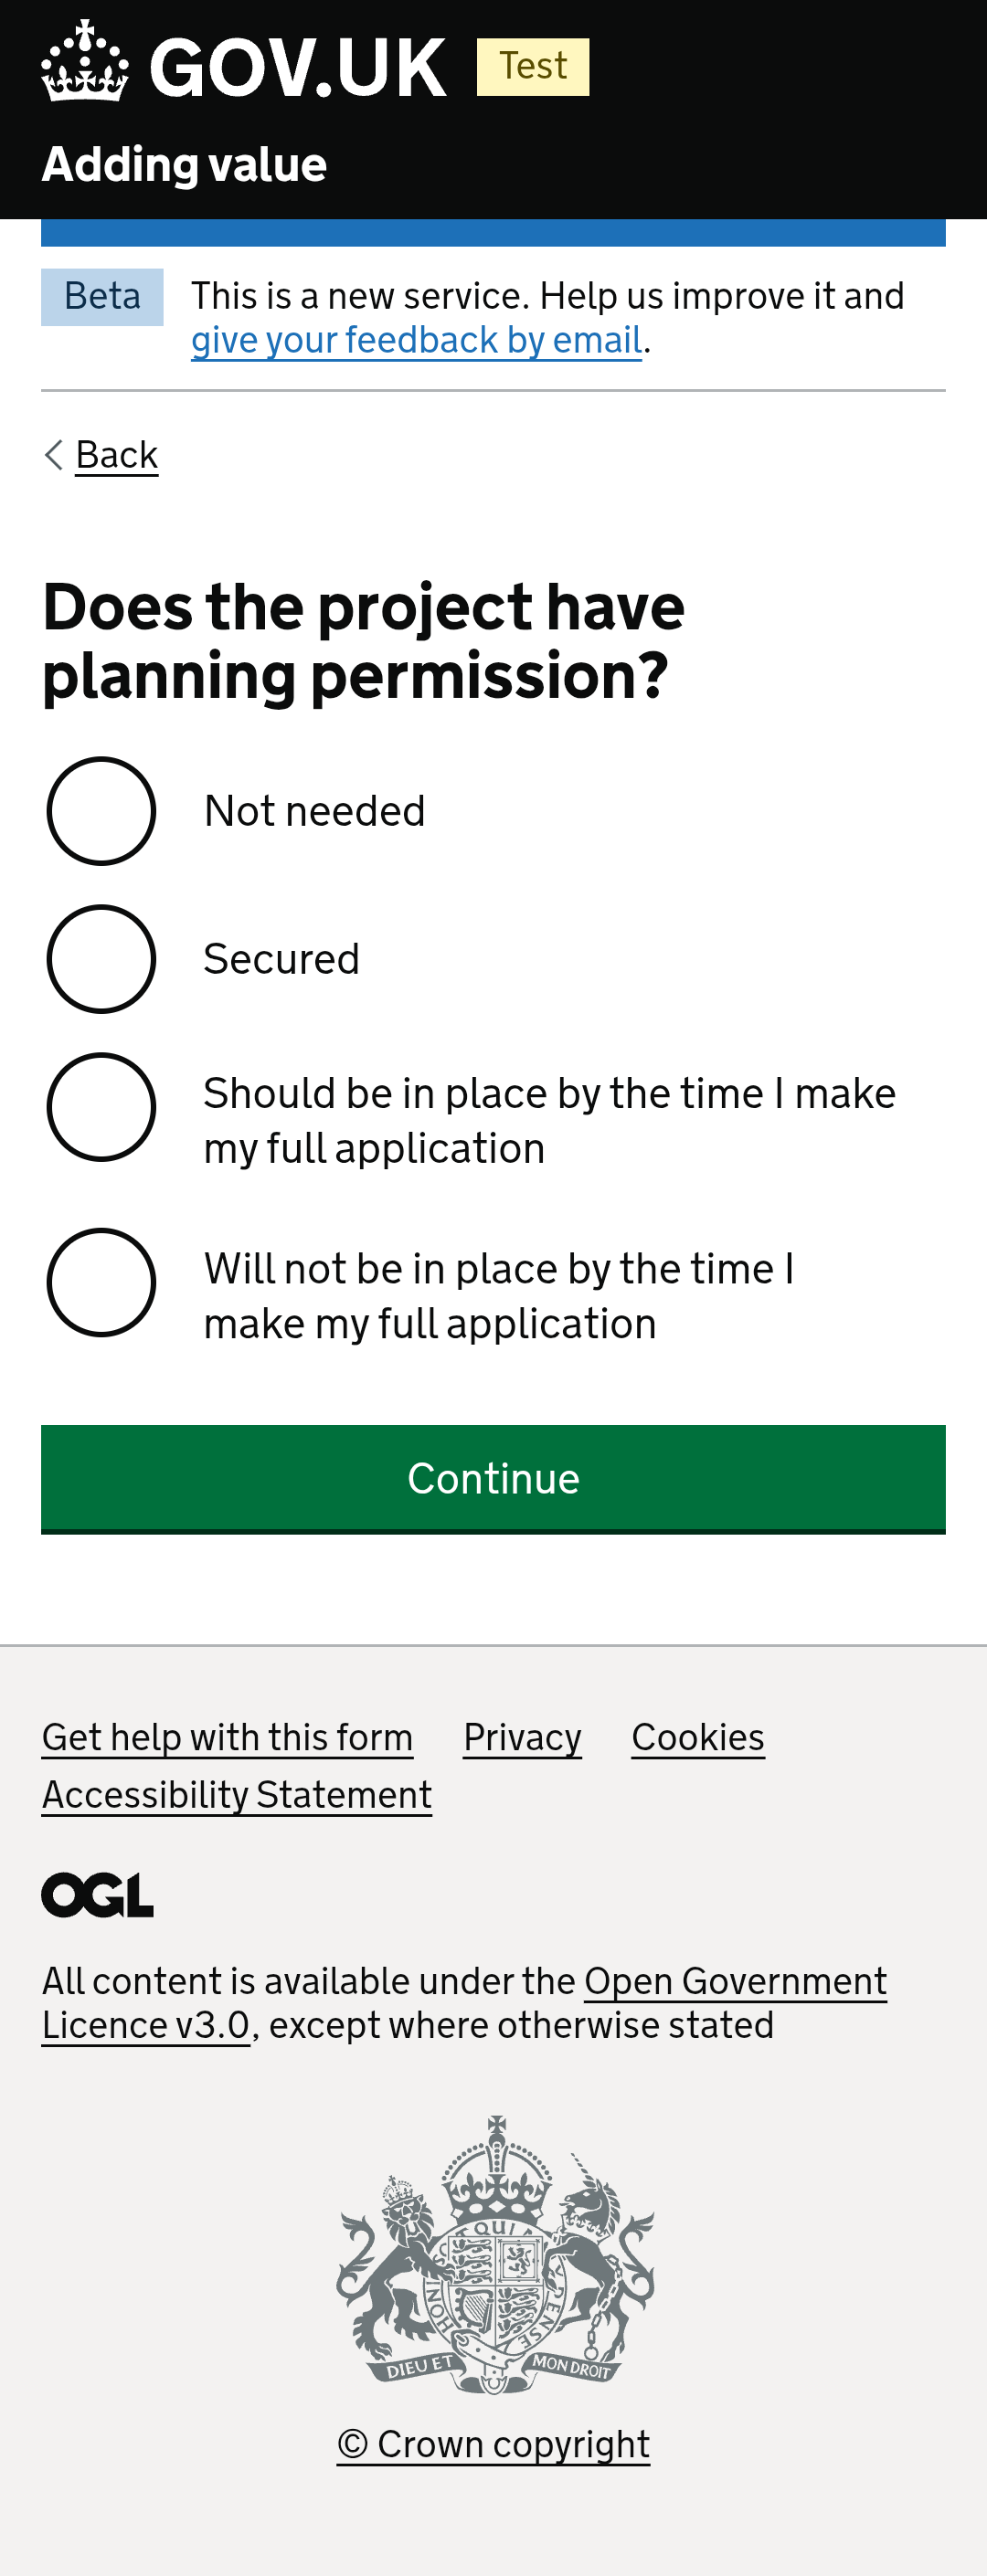 GOV.UK Test
Adding value
Beta This is a new service. Help us improve it and
give your feedback by email.
Back
Does the project have
planning permission?
Not needed
Secured
Should be in place by the time I make
my full application
Will not be in place by the time I
make my full application
Continue
Get help with this form Privacy Cookies
Accessibility Statement
OGL
All content is available under the Open Government
Licence v3.0, except where otherwise stated
QUI
HONI
PENSE
DIEU ET MON DROIT
© Crown copyright